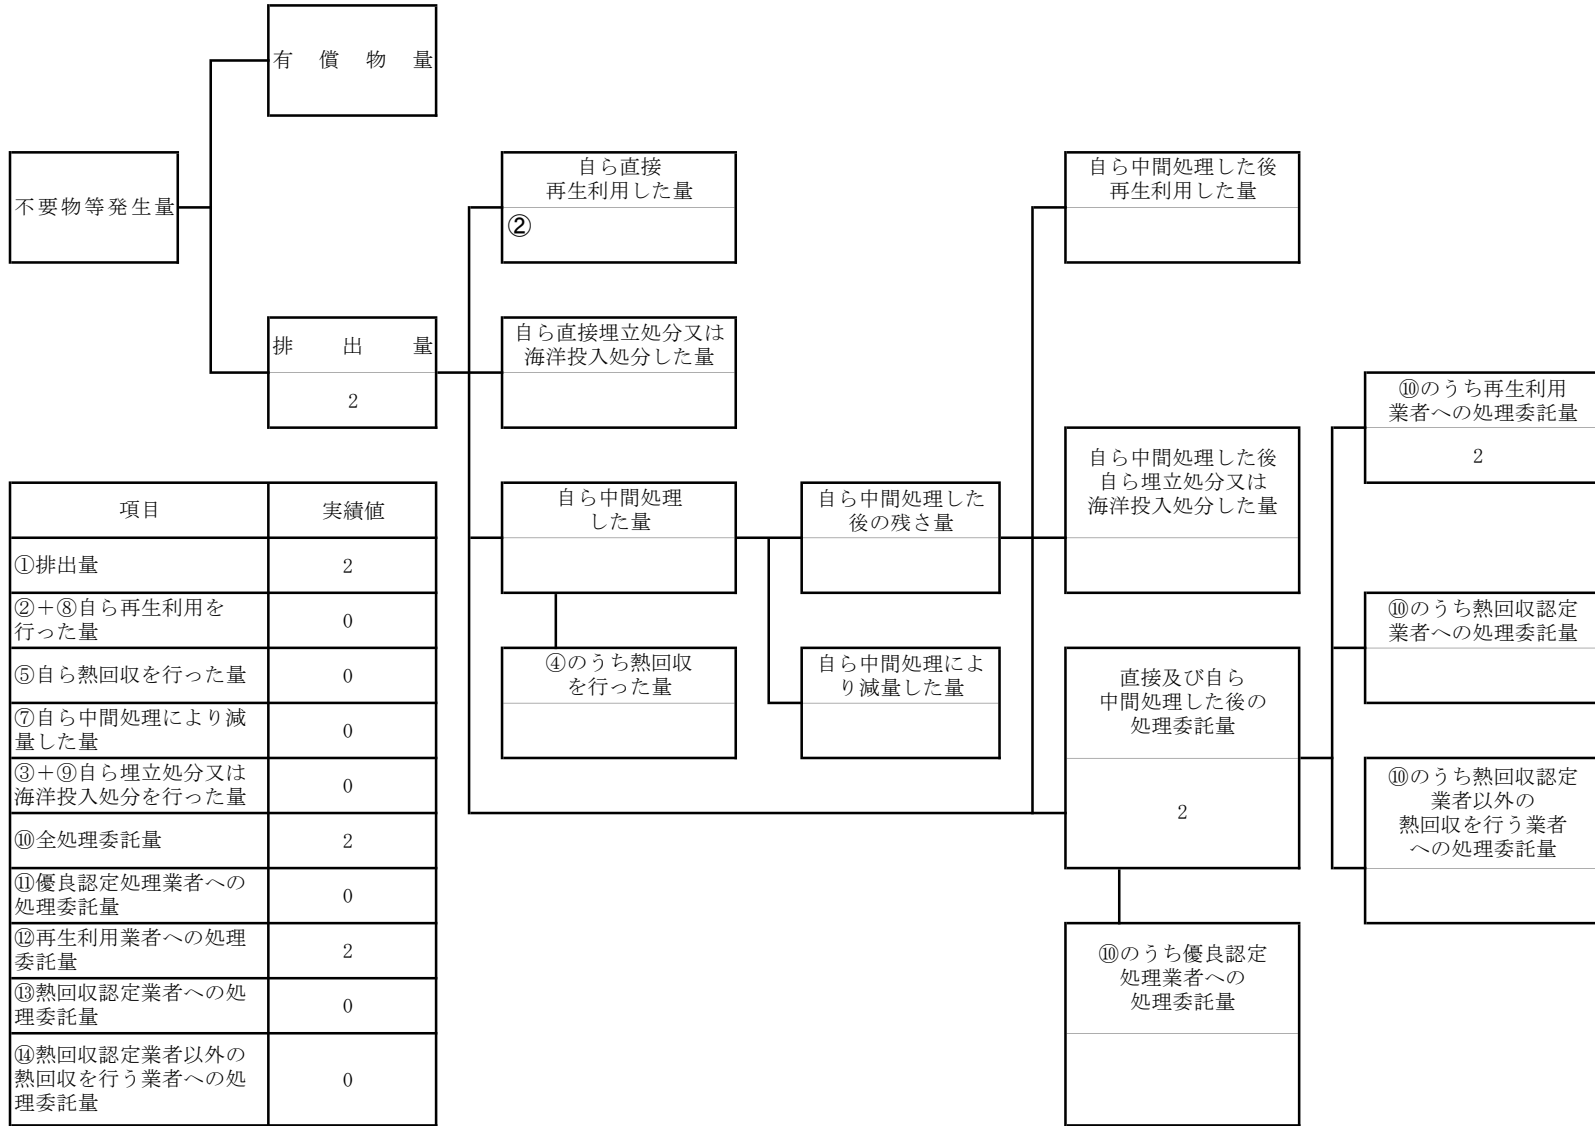 有償物量
不要物等発生量
自ら直接
再生利用した量
②
自ら中間処理した後
再生利用した量
排出量
2
自ら直接埋立処分又は
海洋投入処分した量
⑩のうち再生利用
業者への処理委託量
2
自ら中間処理した後
自ら埋立処分又は
海洋投入処分した量
自ら中間処理
した量
自ら中間処理した
後の残さ量
⑩のうち熱回収認定
業者への処理委託量
④のうち熱回収
を行った量
自ら中間処理によ
り減量した量
直接及び自ら
中間処理した後の
処理委託量
2
⑩のうち熱回収認定
業者以外の
熱回収を行う業者
への処理委託量
⑩のうち優良認定
処理業者への
処理委託量
項目 実績値
①排出量 2
②＋⑧自ら再生利用を
行った量 0
⑤自ら熱回収を行った量 0
⑦自ら中間処理により減
量した量 0
③＋⑨自ら埋立処分又は
海洋投入処分を行った量 0
⑩全処理委託量 2
⑪優良認定処理業者への
処理委託量 0
⑫再生利用業者への処理
委託量 2
⑬熱回収認定業者への処
理委託量 0
⑭熱回収認定業者以外の
熱回収を行う業者への処
理委託量 0